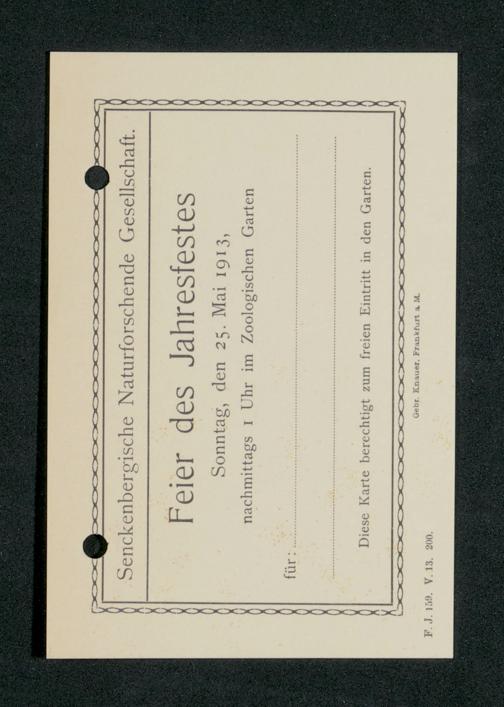 Senckenbergische Naturforschende Gesellschaft.
Feier des Jahresfestes
Sonntag, den 25. Mai 1913,
nachmittags 1 Uhr im Zoologischen Garten
für:
Diese Karte berechtigt zum freien Eintritt in den Garten.
Gebr. Knauer, Frankfurt a. M.
F. J. 159. V. 13. 200.